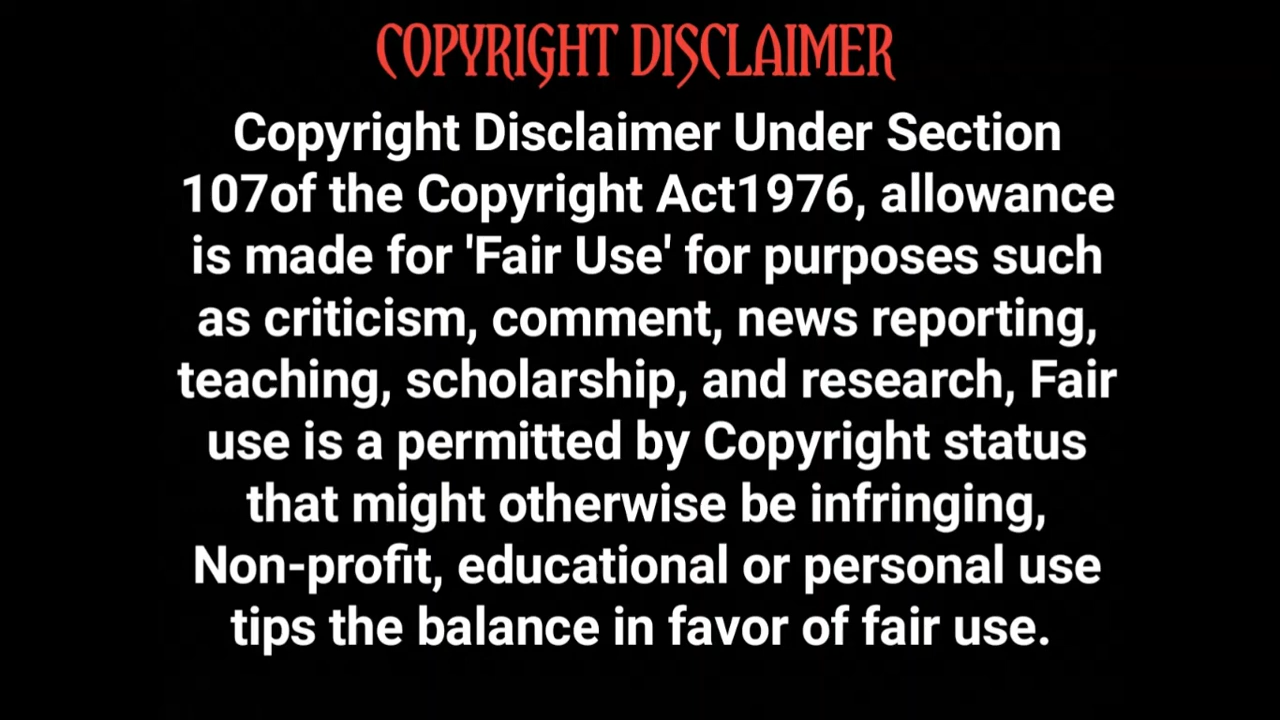 COPYRIGHT DISCLAIMER
Copyright Disclaimer Under Section
107of the Copyright Act1976, allowance
is made for 'Fair Use' for purposes such
as criticism, comment, news reporting,
teaching, scholarship, and research, Fair
use is a permitted by Copyright status
that might otherwise be infringing,
Non-profit, educational or personal use
tips the balance in favor of fair use.